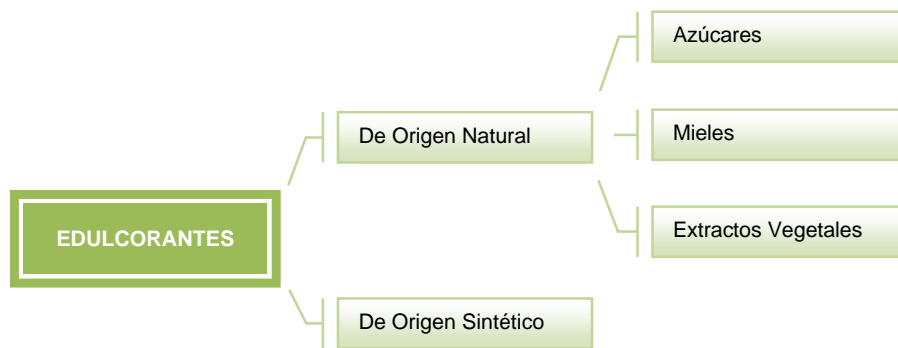 EDULCORANTES
De Origen Natural
Azúcares
Mieles
Extractos Vegetales
De Origen Sintético